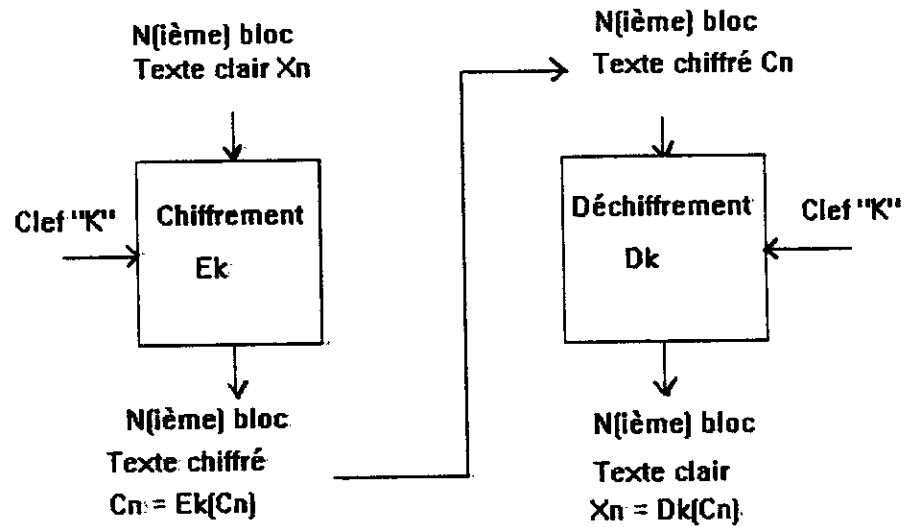 N(ième) bloc
Texte clair Xn
Clef "K"
Chiffrement
Ek
N(ième) bloc
Texte chiffré
Cn = Ek(Cn)
N(ième) bloc
Texte chiffré Cn
Déchiffrement
Dk
Clef "K"
N(ième) bloc
Texte clair
Xn = Dk(Cn)